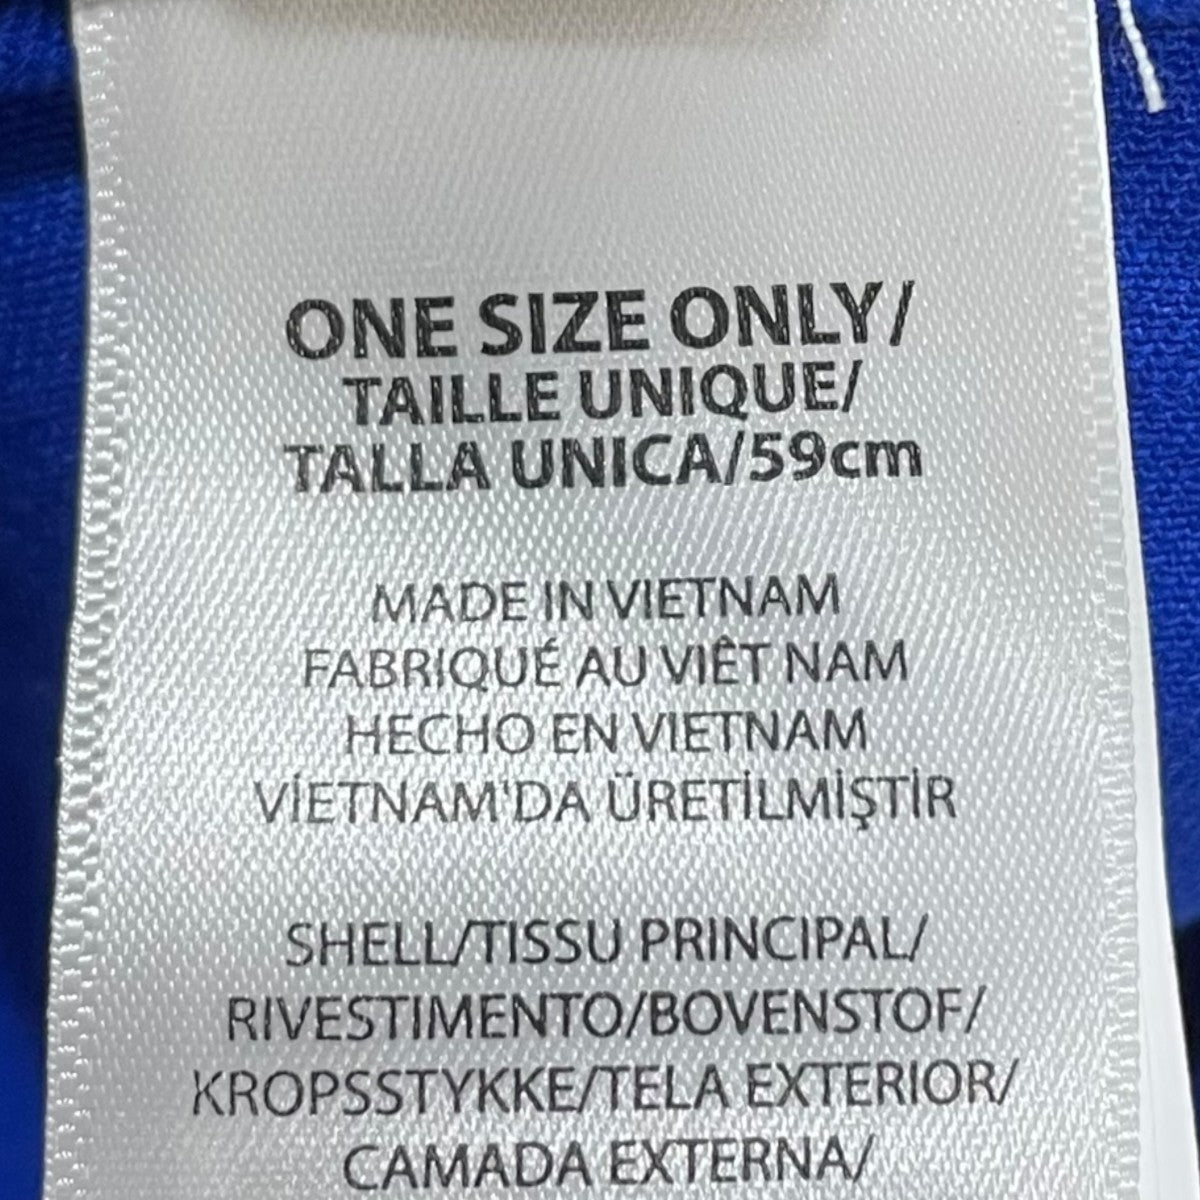 ONE SIZE ONLY/
TAILLE UNIQUE/
TALLA UNICA/59cm
MADE IN VIETNAM
FABRIQUÉ AU VIÊT NAM
HECHO EN VIETNAM
VİETNAM'DA ÜRETİLMİŞTİR
SHELL/TISSU PRINCIPAL/
RIVESTIMENTO/BOVENSTOF/
KROPSSTYKKE/TELA EXTERIOR/
CAMADA EXTERNA/